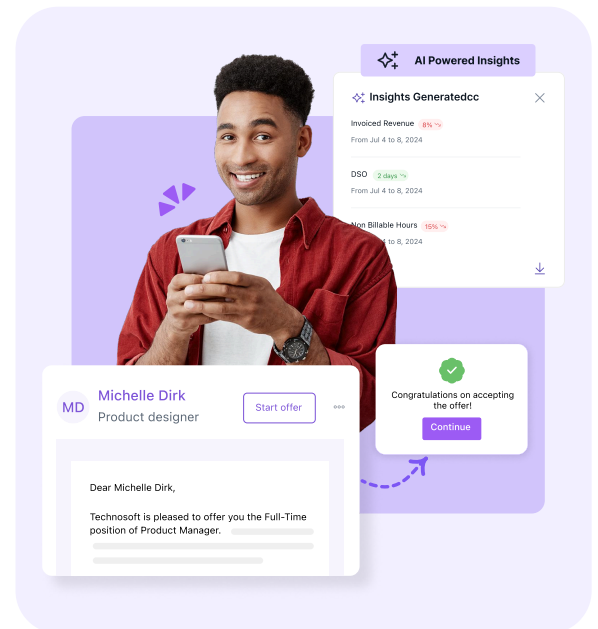 AI Powered Insights
Insights Generatedcc
Invoiced Revenue 8%
From Jul 4 to 8, 2024
DSO 2 days
From Jul 4 to 8, 2024
Non Billable Hours 15%
4 to 8, 2024
Congratulations on accepting
the offer!
Continue
MD
Michelle Dirk
Product designer
Start offer
Dear Michelle Dirk,
Technosoft is pleased to offer you the Full-Time
position of Product Manager.